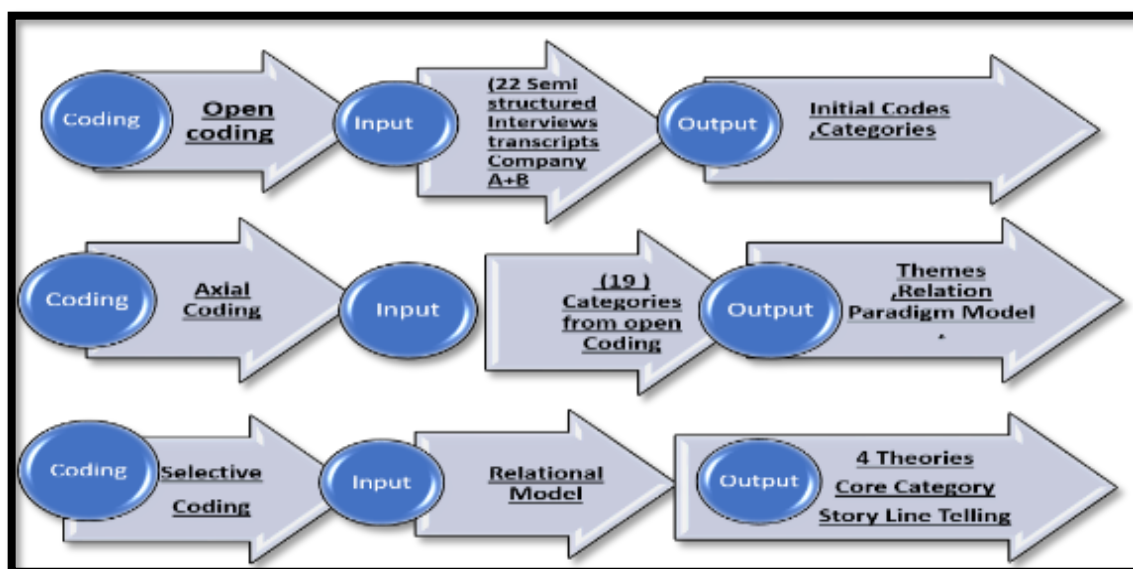 Coding
Open
coding
Input
(22 Semi
structured
Interviews
transcripts
Company
A+B
Output
Initial Codes
,Categories
Coding
Axial
Coding
Input
(19 )
Categories
from open
Coding
Output
Themes
,Relation
Paradigm Model
.
Coding
Selective
Coding
Input
Relational
Model
Output
4 Theories
Core Category
Story Line Telling